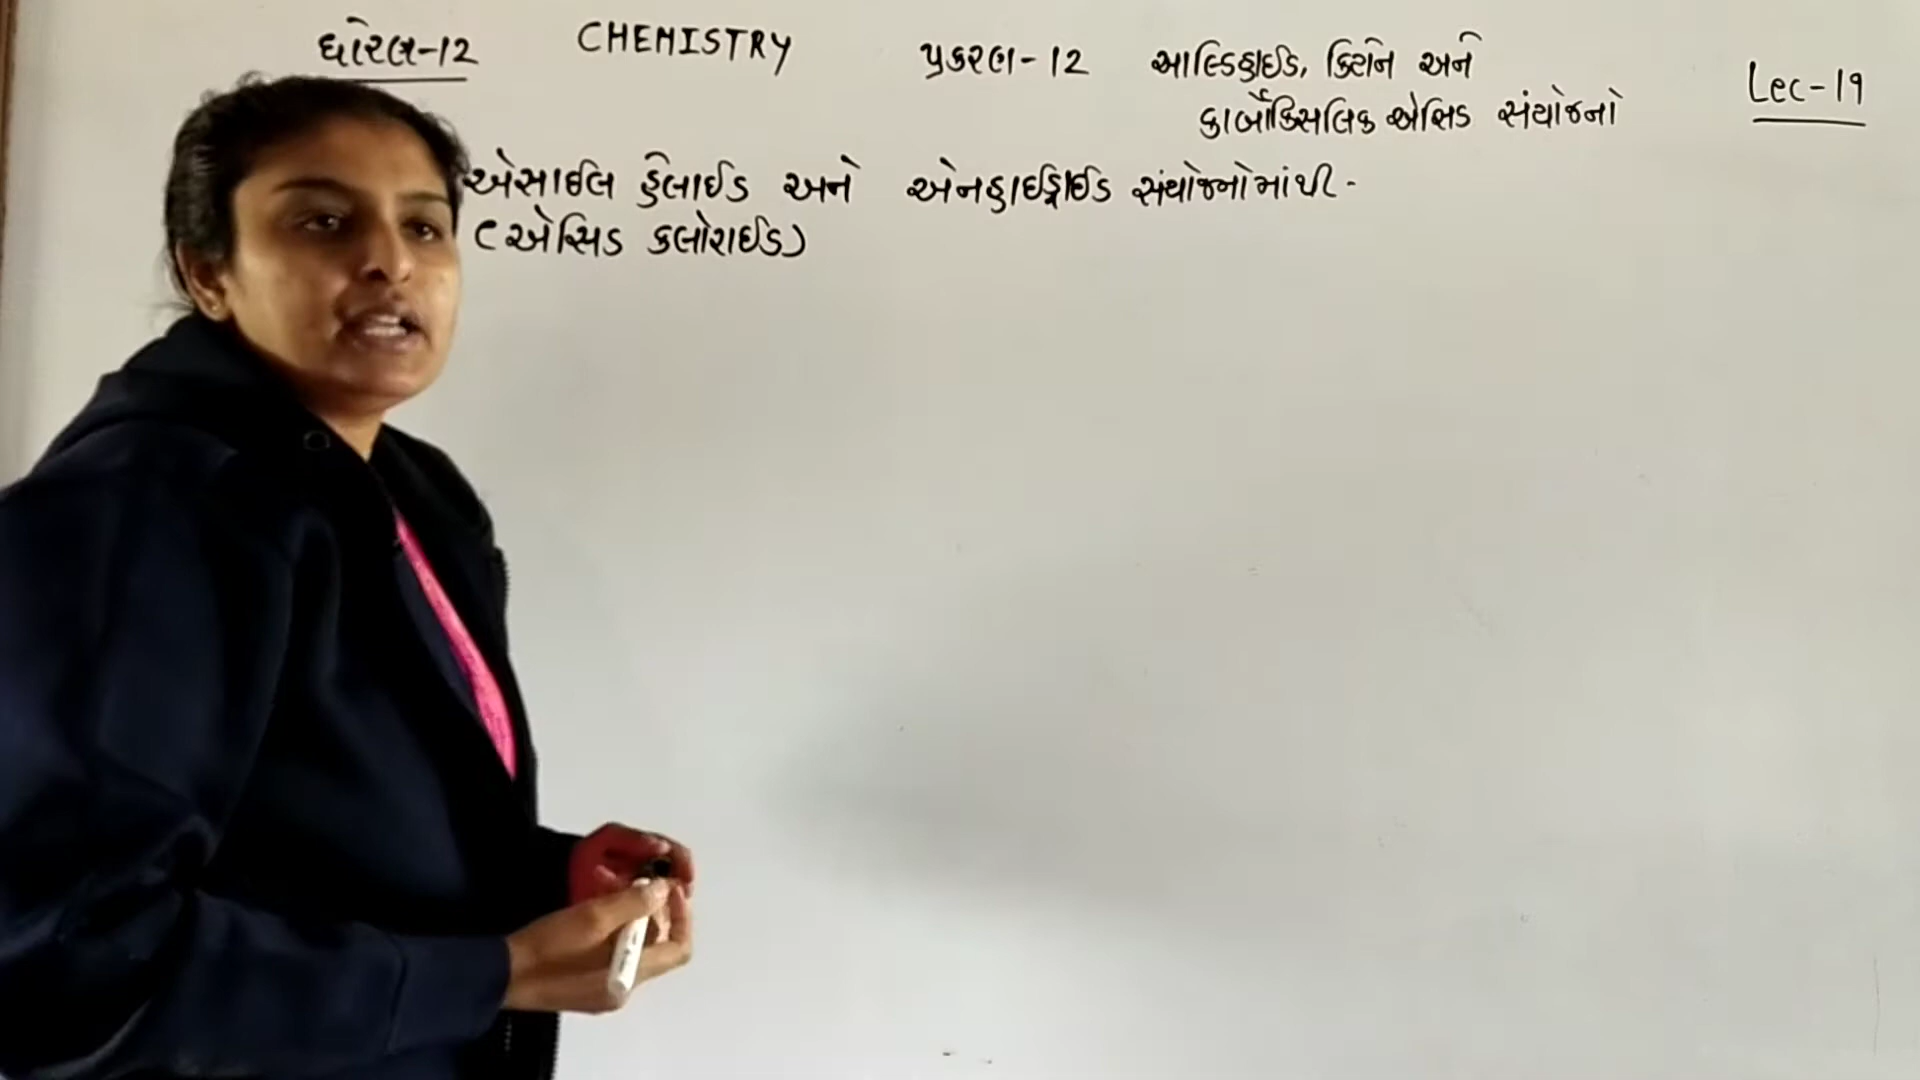 ધોરણ-12 CHEMISTRY પ્રકરણ-12 આલ્ડિહાઈડ, કિટોન અને Lec-19
કાર્બોક્સિલિક એસિડ સંયોજનો
એસાઈલ હેલાઈડ અને એનહાઈડ્રાઈડ સંયોજનોમાંથી -
(એસિડ કલોરાઈડ)